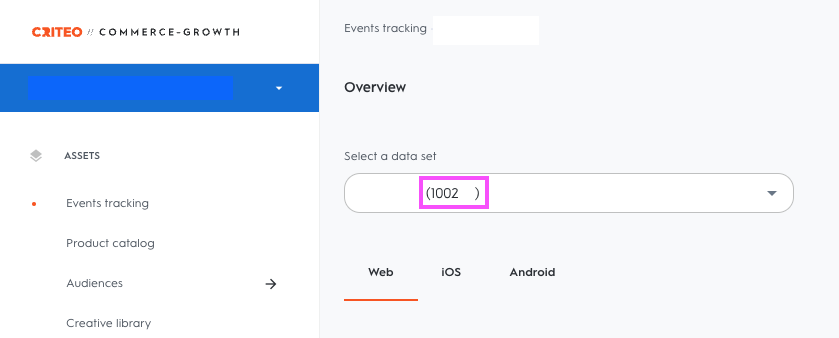 CRITEO // COMMERCE-GROWTH
ASSETS
Events tracking
Product catalog
Audiences
Creative library
Events tracking
Overview
Select a data set
(1002 )
Web iOS Android